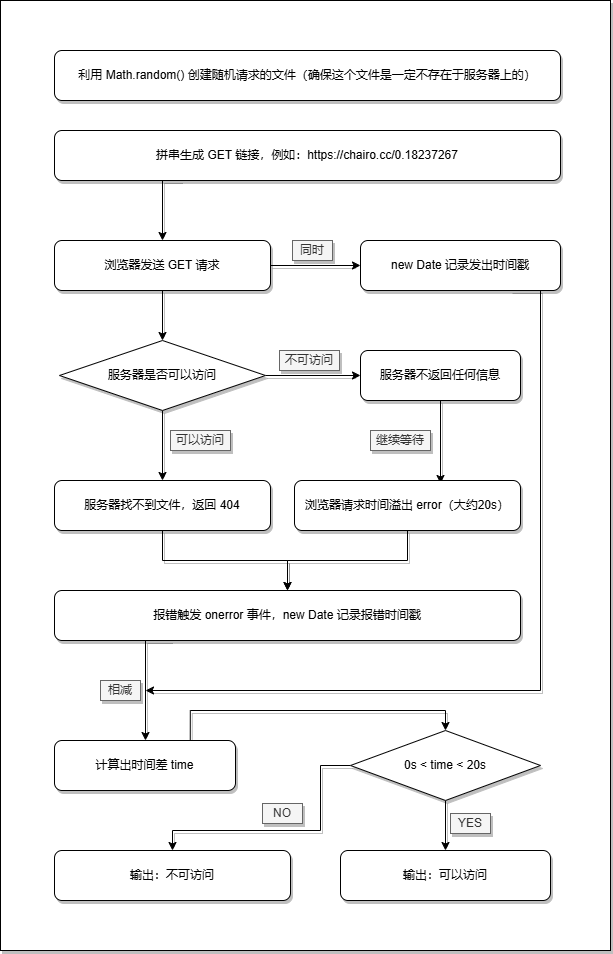 利用 Math.random() 创建随机请求的文件（确保这个文件是一定不存在于服务器上的）
拼串生成 GET 链接，例如：https://chairo.cc/0.18237267
浏览器发送 GET 请求
同时
new Date 记录发出时间戳
服务器是否可以访问
不可访问
服务器不返回任何信息
可以访问
继续等待
服务器找不到文件，返回 404
浏览器请求时间溢出 error（大约20s）
报错触发 onerror 事件，new Date 记录报错时间戳
相减
计算出时间差 time
0s < time < 20s
NO
YES
输出：不可访问
输出：可以访问